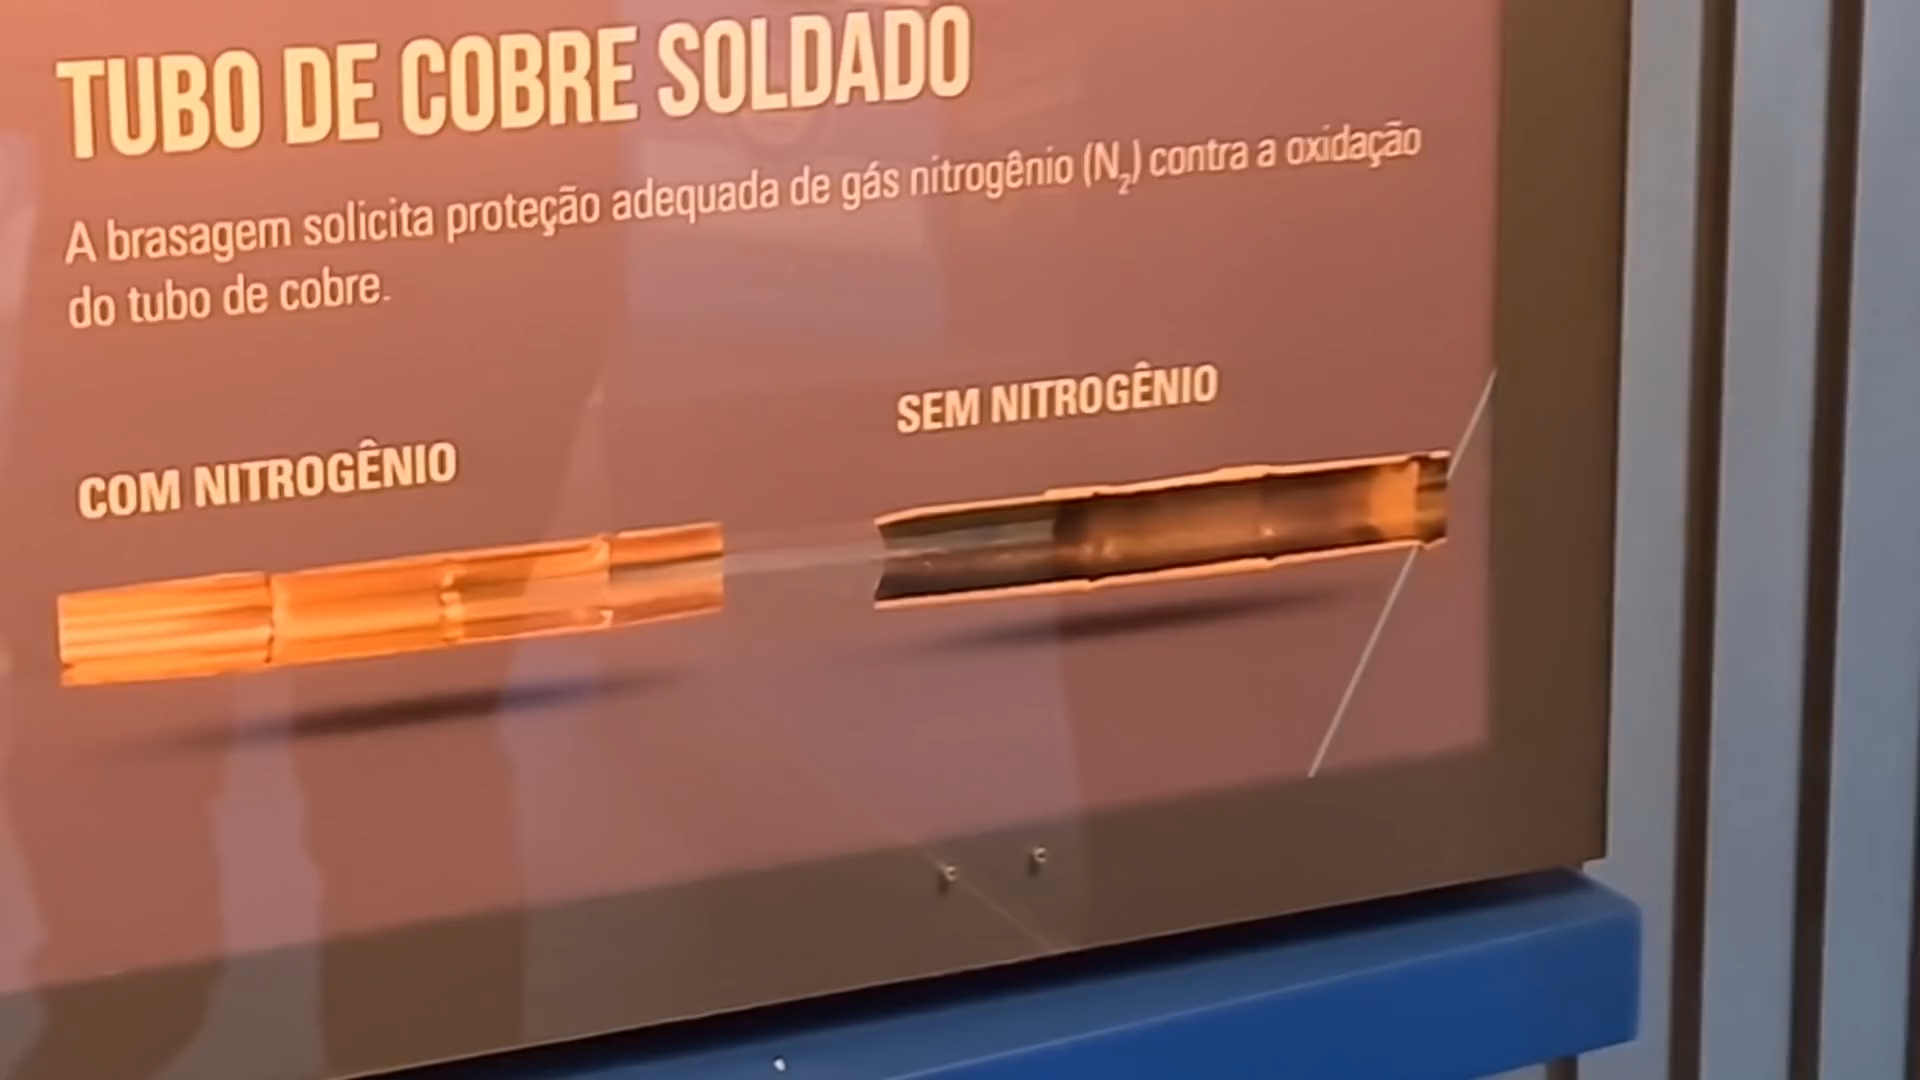 TUBO DE COBRE SOLDADO
A brasagem solicita proteção adequada de gás nitrogênio (N₂) contra a oxidação
do tubo de cobre.
SEM NITROGÊNIO
COM NITROGÊNIO